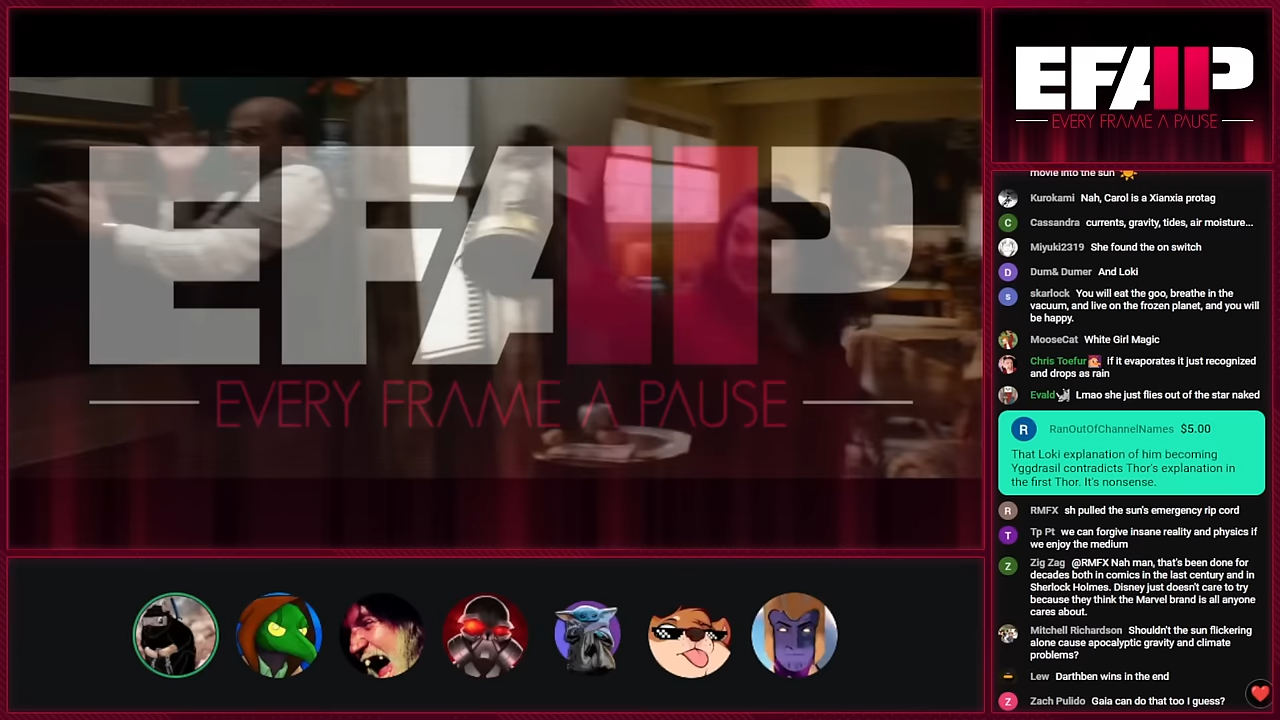 EFAP
EVERY FRAME A PAUSE
EFAP
EVERY FRAME A PAUSE
movie into the sun ☀️
Kurokami Nah, Carol is a Xianxia protag
C Cassandra currents, gravity, tides, air moisture...
Miyuki2319 She found the on switch
D Dum& Dumer And Loki
s skarlock You will eat the goo, breathe in the
vacuum, and live on the frozen planet, and you will
be happy.
MooseCat White Girl Magic
Chris Toefur if it evaporates it just recognized
and drops as rain
Evald Lmao she just flies out of the star naked
R RanOutOfChannelNames $5.00
That Loki explanation of him becoming
Yggdrasil contradicts Thor's explanation in
the first Thor. It's nonsense.
R RMFX sh pulled the sun's emergency rip cord
T Tp Pt we can forgive insane reality and physics if
we enjoy the medium
Z Zig Zag @RMFX Nah man, that's been done for
decades both in comics in the last century and in
Sherlock Holmes. Disney just doesn't care to try
because they think the Marvel brand is all anyone
cares about.
Mitchell Richardson Shouldn't the sun flickering
alone cause apocalyptic gravity and climate
problems?
Lew Darthben wins in the end
Z Zach Pulido Gaia can do that too I guess?